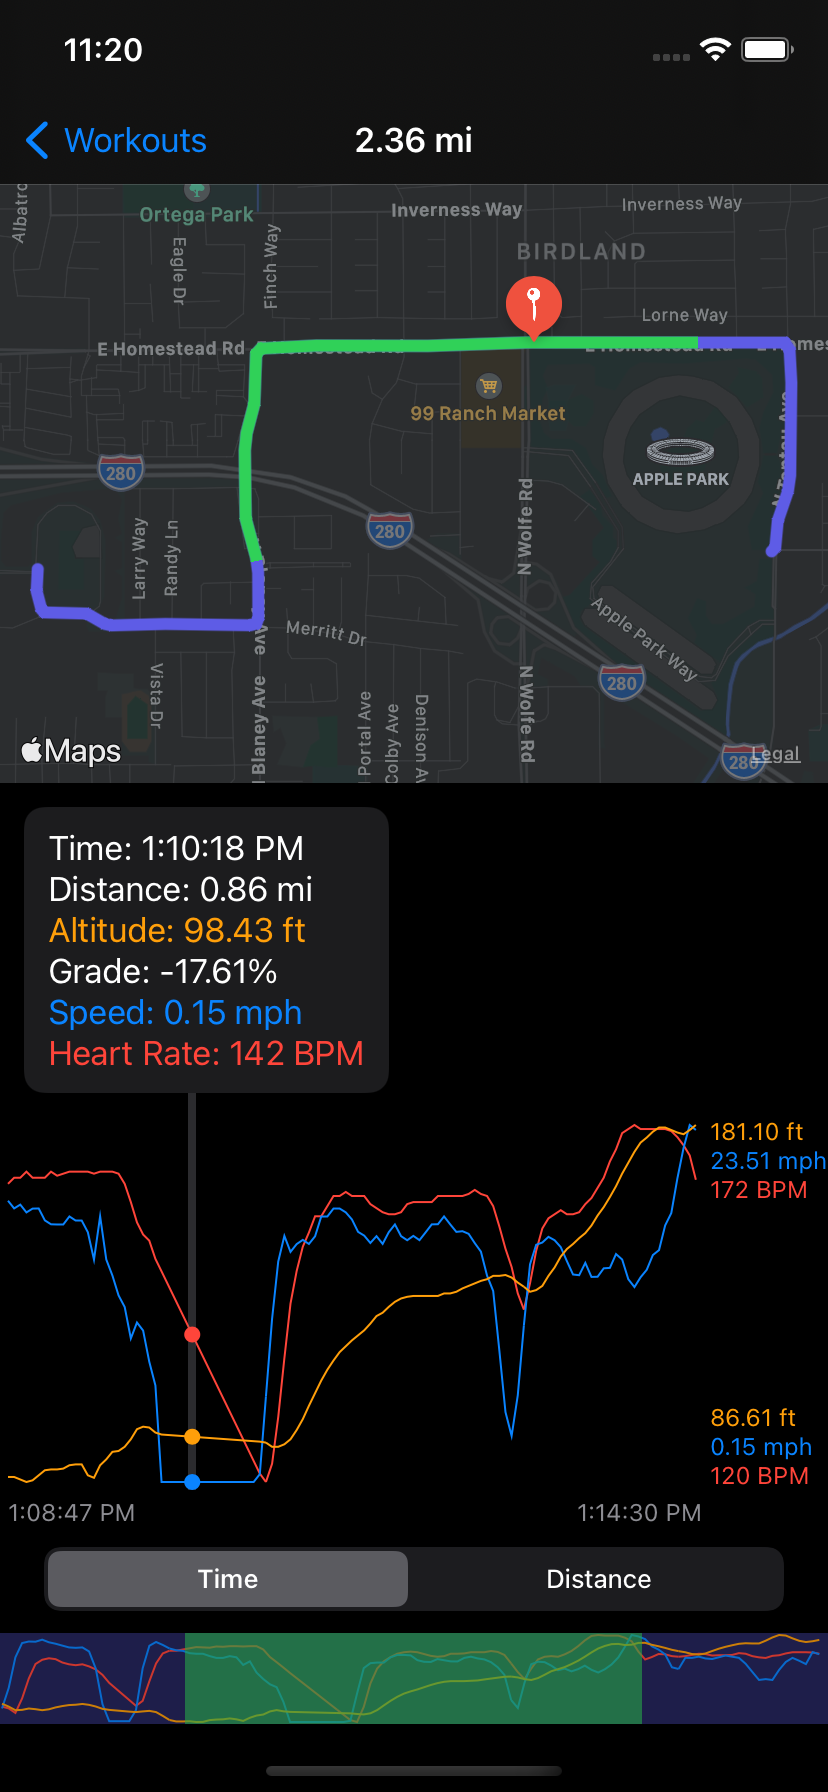 11:20
Workouts
2.36 mi
Albatro
Ortega Park
Inverness Way
Inverness Way
Eagle Dr
Finch Way
BIRDLAND
Lorne Way
E Homestead Rd
99 Ranch Market
280
APPLE PARK
280
N Wolfe Rd
Larry Way
Randy Ln
Apple Park Way
Merritt Dr
Ave
280
Vista Dr
Blaney Ave
Portal Ave
Colby Ave
Denison Av
N Wolfe Rd
Maps
280
Legal
Time: 1:10:18 PM
Distance: 0.86 mi
Altitude: 98.43 ft
Grade: -17.61%
Speed: 0.15 mph
Heart Rate: 142 BPM
181.10 ft
23.51 mph
172 BPM
86.61 ft
0.15 mph
120 BPM
1:08:47 PM
1:14:30 PM
Time
Distance